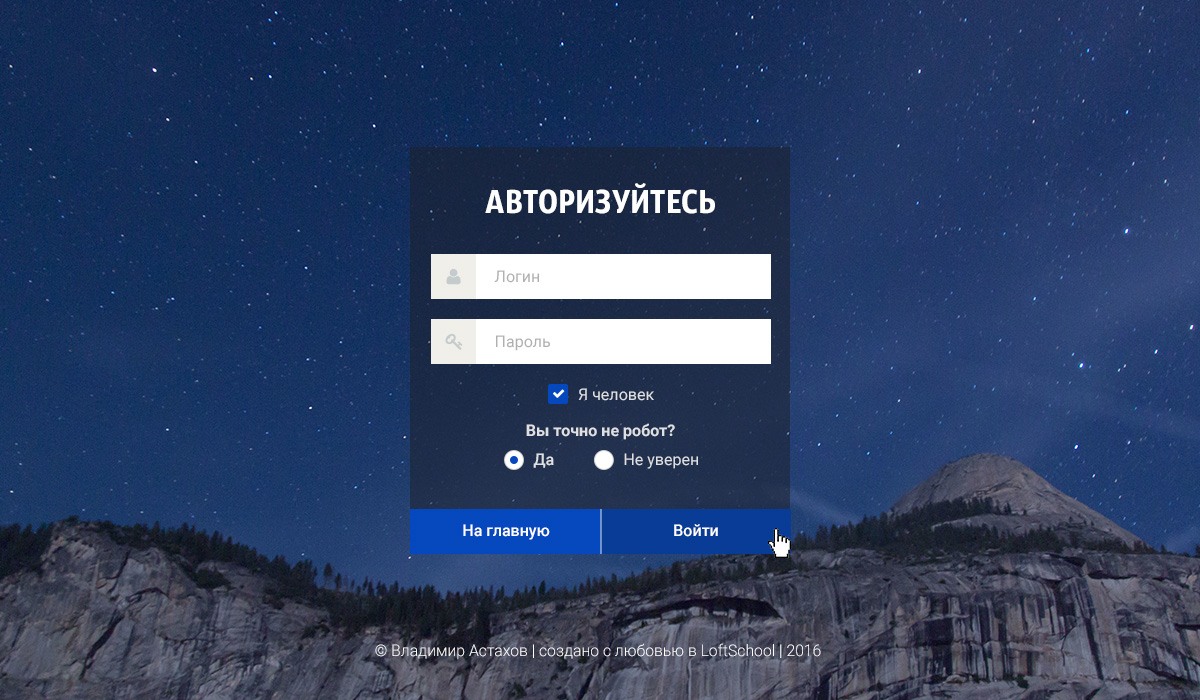 АВТОРИЗУЙТЕСЬ
Логин
Пароль
Я человек
Вы точно не робот?
Да Не уверен
На главную Войти
© Владимир Астахов | создано с любовью в LoftSchool | 2016